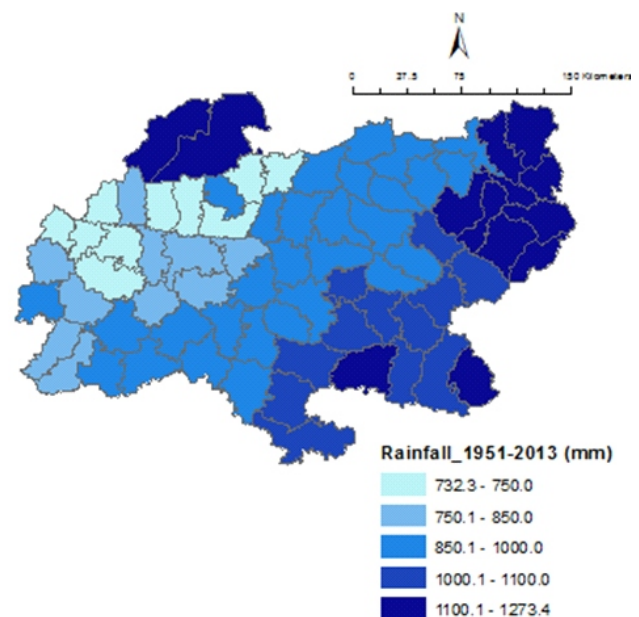 N
0 37.5 75 150 Kilometers
Rainfall_1951-2013 (mm)
732.3 - 750.0
750.1 - 850.0
850.1 - 1000.0
1000.1 - 1100.0
1100.1 - 1273.4